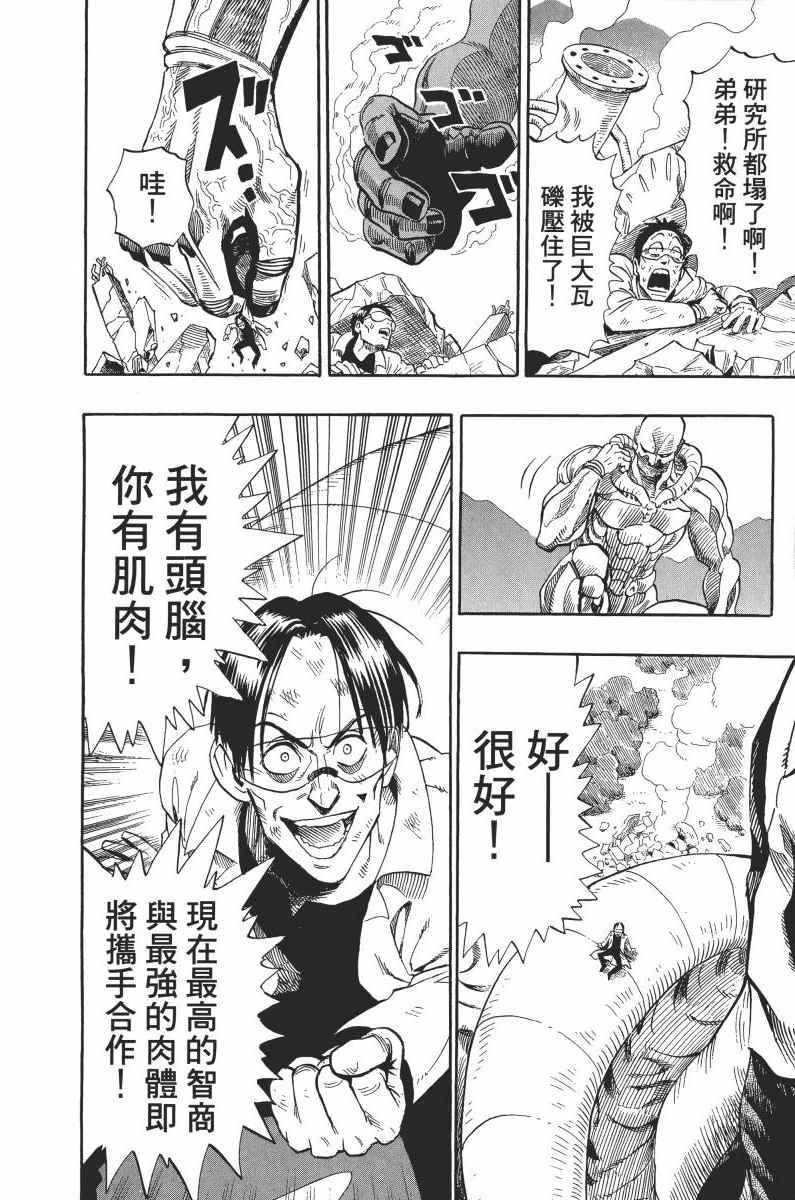 研究所都塌了啊！
弟弟！救命啊！
我被巨大瓦
礫壓住了！
ゴ
ゴ
ゴ
ズ
哇！
好──
很好！
我有頭腦，
你有肌肉！
現在最高的智商
與最強的肉體即
將攜手合作！